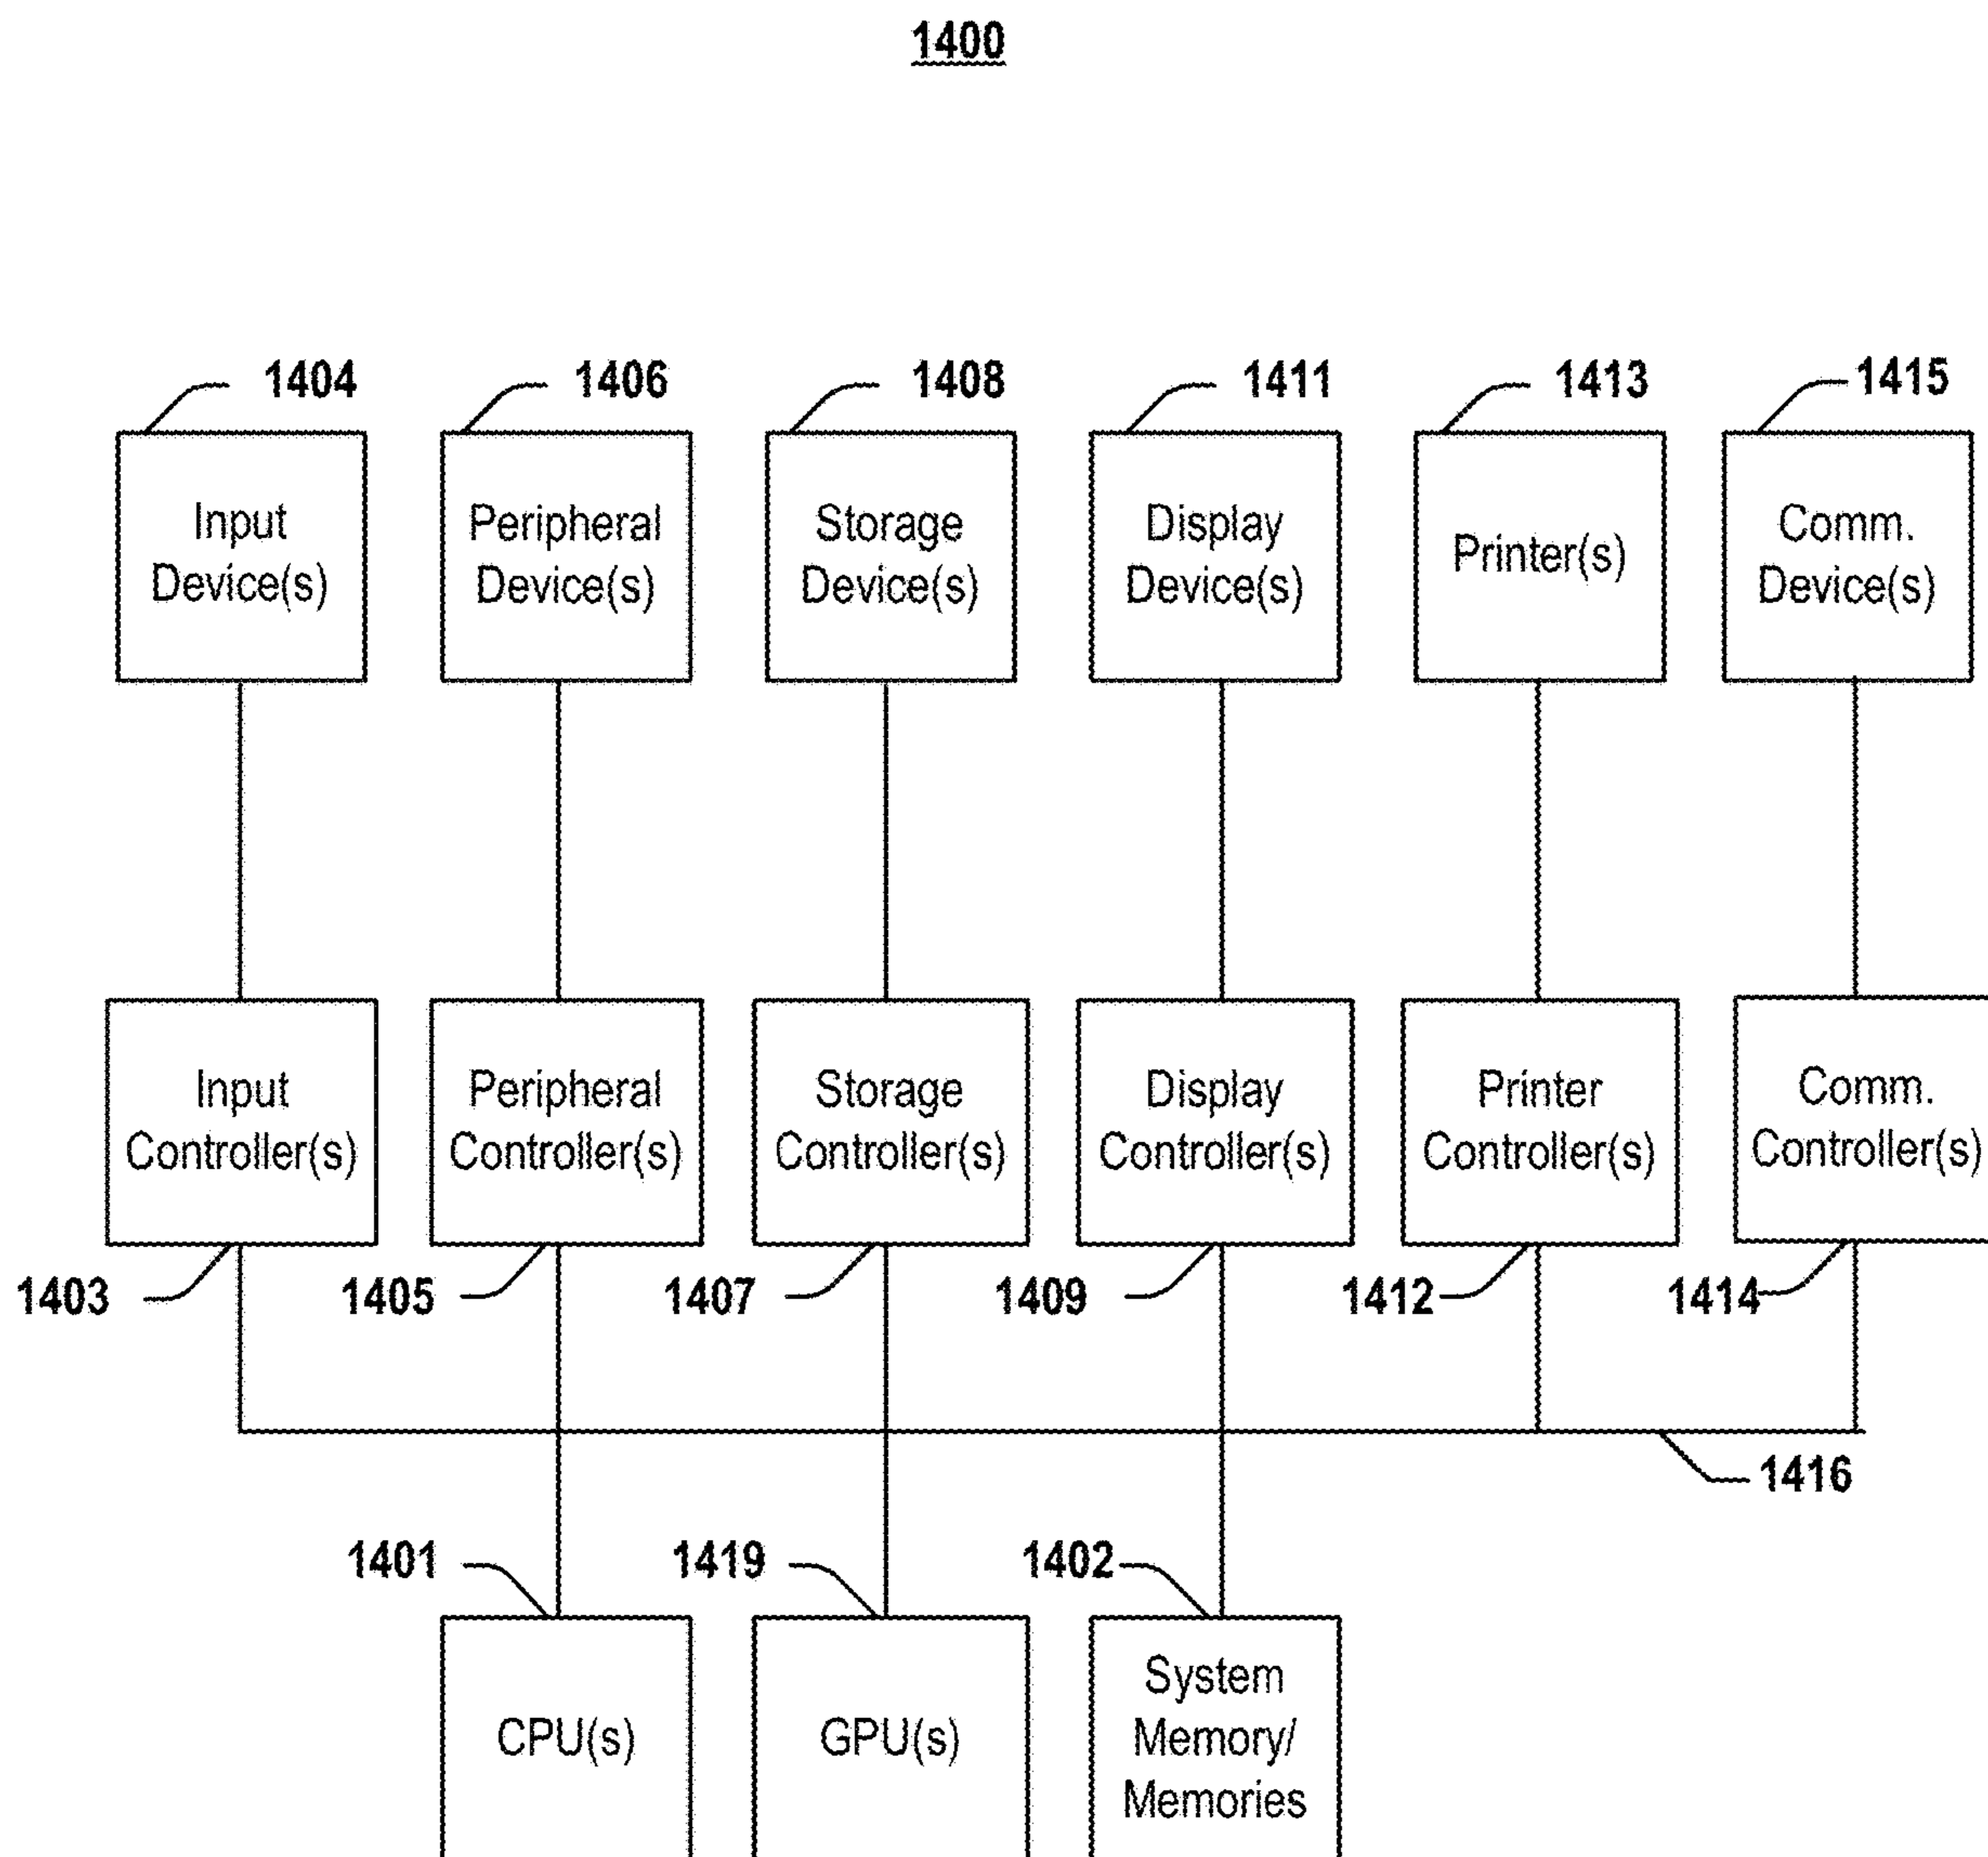 1400
1404
1406
1408
1411
1413
1415
Input
Device(s)
Peripheral
Device(s)
Storage
Device(s)
Display
Device(s)
Printer(s)
Comm.
Device(s)
Input
Controller(s)
Peripheral
Controller(s)
Storage
Controller(s)
Display
Controller(s)
Printer
Controller(s)
Comm.
Controller(s)
1403
1405
1407
1409
1412
1414
1416
1401
1419
1402
CPU(s)
GPU(s)
System
Memory/
Memories